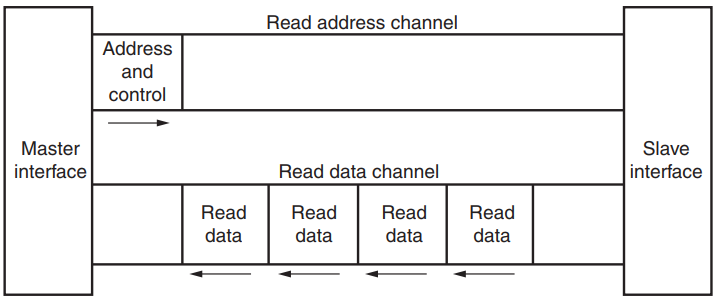 Read address channel
Address
and
control
Master
interface
Slave
interface
Read data channel
Read
data
Read
data
Read
data
Read
data